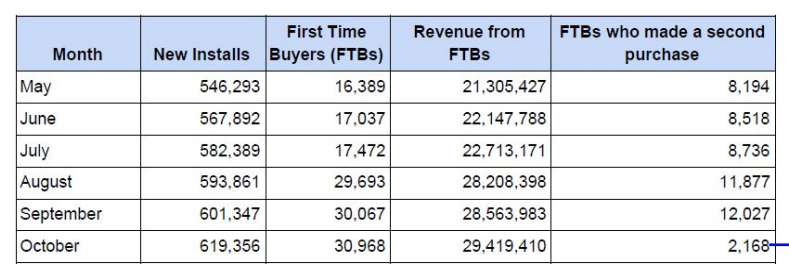 Month New Installs First Time Buyers (FTBs) Revenue from FTBs FTBs who made a second purchase
May 546,293 16,389 21,305,427 8,194
June 567,892 17,037 22,147,788 8,518
July 582,389 17,472 22,713,171 8,736
August 593,861 29,693 28,208,398 11,877
September 601,347 30,067 28,563,983 12,027
October 619,356 30,968 29,419,410 2,168